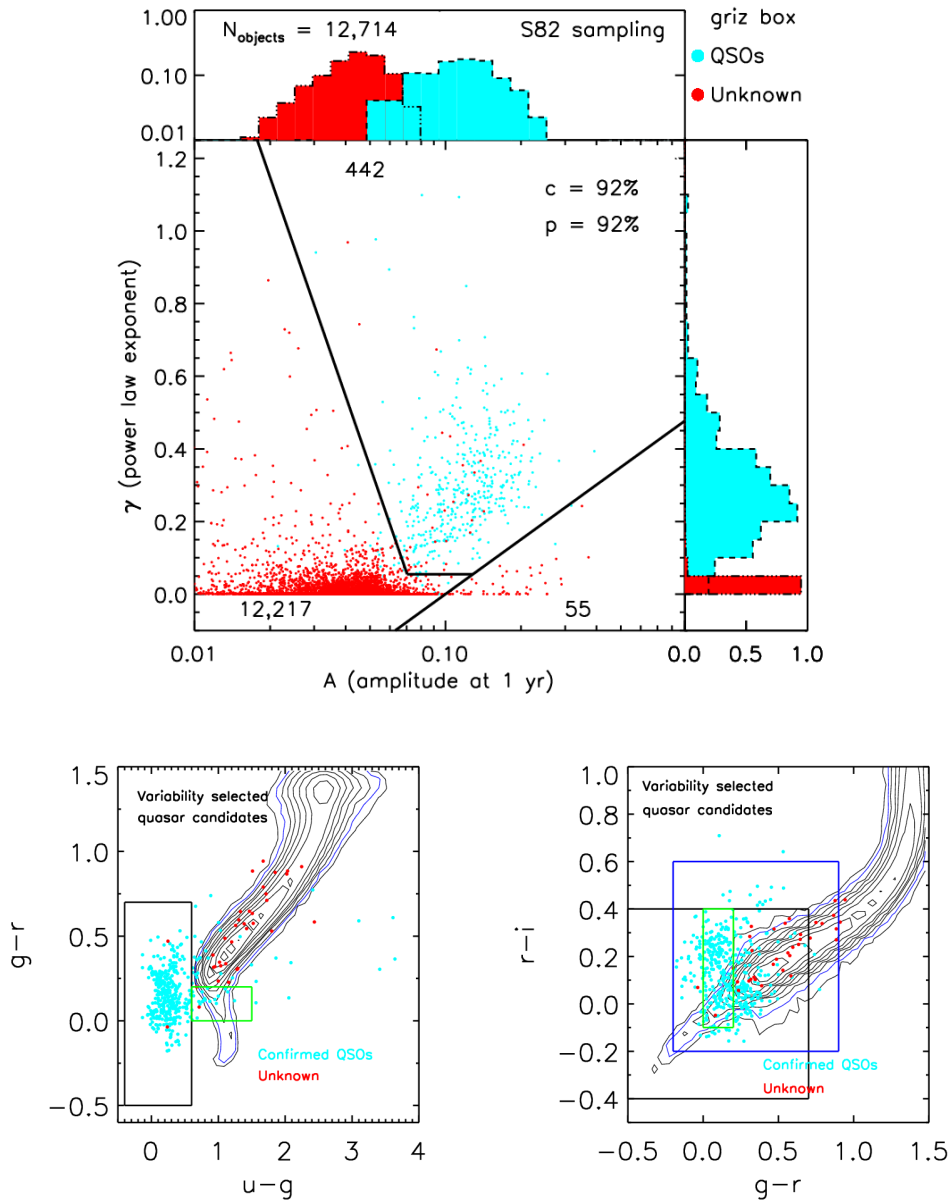 1.00
0.10
0.01
N_objects = 12,714
S82 sampling
griz box
QSOs
Unknown
1.2
1.0
0.8
0.6
0.4
0.2
0.0
γ (power law exponent)
442
c = 92%
p = 92%
12,217
55
0.01
0.10
A (amplitude at 1 yr)
0.0
0.5
1.0
1.5
1.0
0.5
0.0
−0.5
g−r
Variability selected
quasar candidates
Confirmed QSOs
Unknown
0
1
2
3
4
u−g
1.0
0.8
0.6
0.4
0.2
0.0
−0.2
−0.4
r−i
Variability selected
quasar candidates
Confirmed QSOs
Unknown
−0.5
0.0
0.5
1.0
1.5
g−r